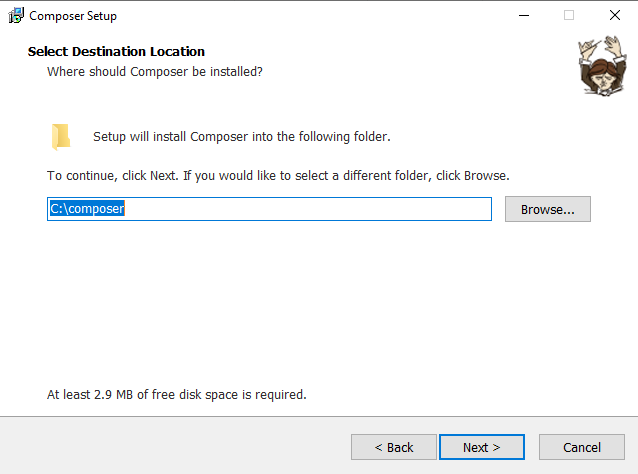 Composer Setup
Select Destination Location
Where should Composer be installed?
Setup will install Composer into the following folder.
To continue, click Next. If you would like to select a different folder, click Browse.
C:\composer
Browse...
At least 2.9 MB of free disk space is required.
< Back
Next >
Cancel